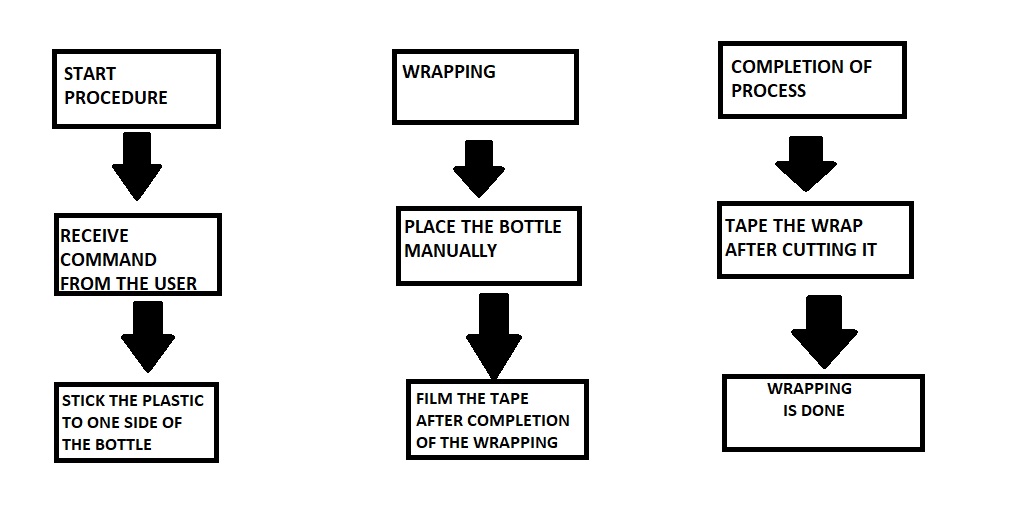 START
PROCEDURE
RECEIVE
COMMAND
FROM THE USER
STICK THE PLASTIC
TO ONE SIDE OF
THE BOTTLE
WRAPPING
PLACE THE BOTTLE
MANUALLY
FILM THE TAPE
AFTER COMPLETION
OF THE WRAPPING
COMPLETION OF
PROCESS
TAPE THE WRAP
AFTER CUTTING IT
WRAPPING
IS DONE